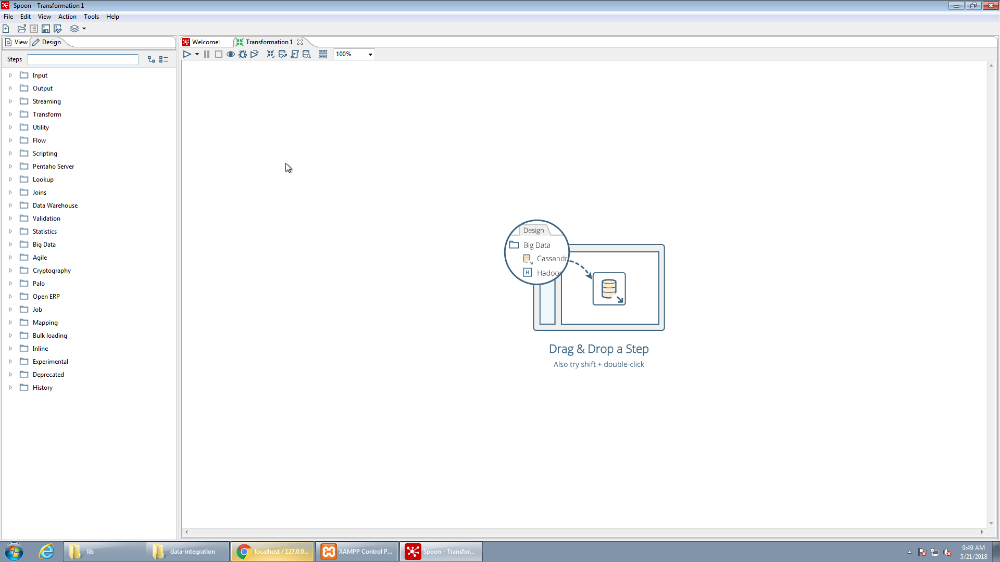 Spoon - Transformation 1
File Edit View Action Tools Help
View Design
Welcome! Transformation 1
Steps
100%
Input
Output
Streaming
Transform
Utility
Flow
Scripting
Pentaho Server
Lookup
Joins
Data Warehouse
Validation
Statistics
Big Data
Agile
Cryptography
Palo
Open ERP
Job
Mapping
Bulk loading
Inline
Experimental
Deprecated
History
Design
Big Data
Cassandr
H Hadoop
Drag & Drop a Step
Also try shift + double-click
lib
data-integration
localhost / 127.0.0...
XAMPP Control P...
Spoon - Transfor...
9:49 AM
5/21/2018